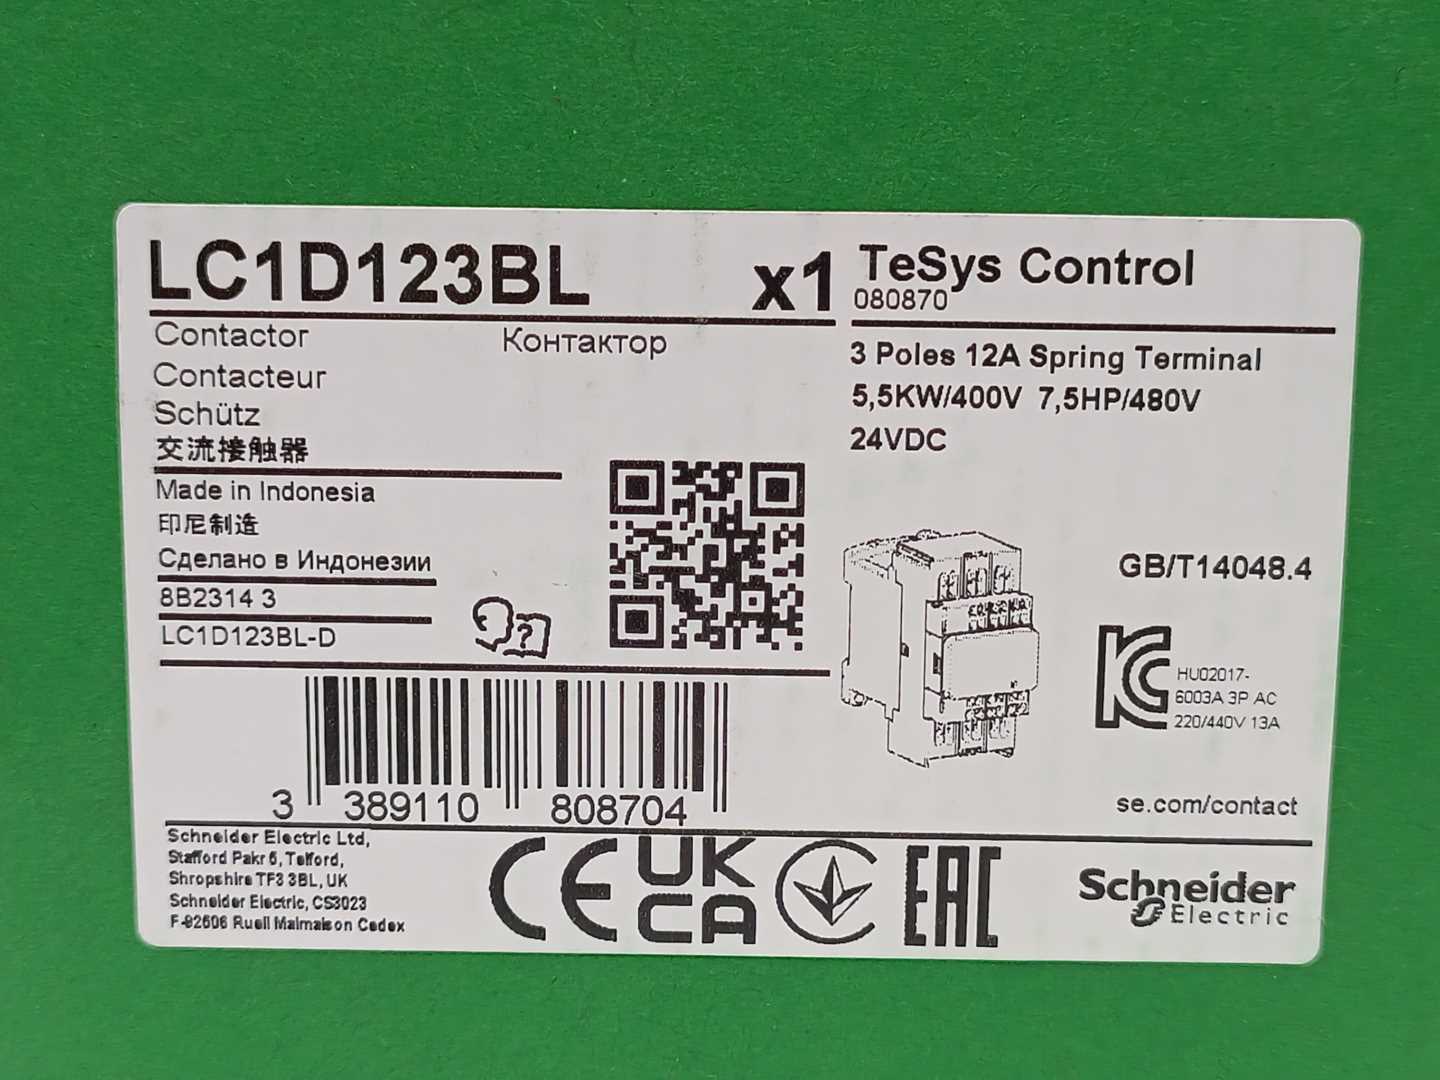 LC1D123BL x1
Contactor Контактор
Contacteur
Schütz
交流接触器
Made in Indonesia
印尼制造
Сделано в Индонезии
8B2314 3
LC1D123BL-D
?
3 389110 808704
TeSys Control
080870
3 Poles 12A Spring Terminal
5,5KW/400V 7,5HP/480V
24VDC
GB/T14048.4
KC
HU02017-
6003A 3P AC
220/440V 13A
se.com/contact
Schneider Electric Ltd,
Stafford Pakr 5, Telford,
Shropshire TF3 3BL, UK
Schneider Electric, CS3023
F-92506 Ruell Malmaison Cedex
CE UK
CA
EAC
Schneider
Electric